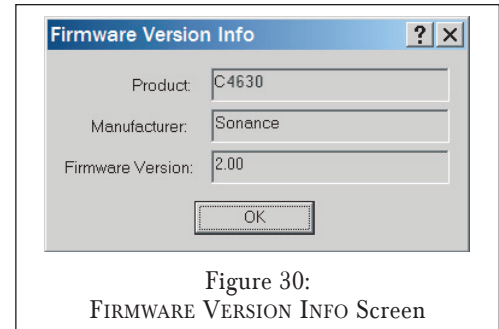 Firmware Version Info ? ×
Product: C4630
Manufacturer: Sonance
Firmware Version: 2.00
OK
Figure 30:
FIRMWARE VERSION INFO Screen